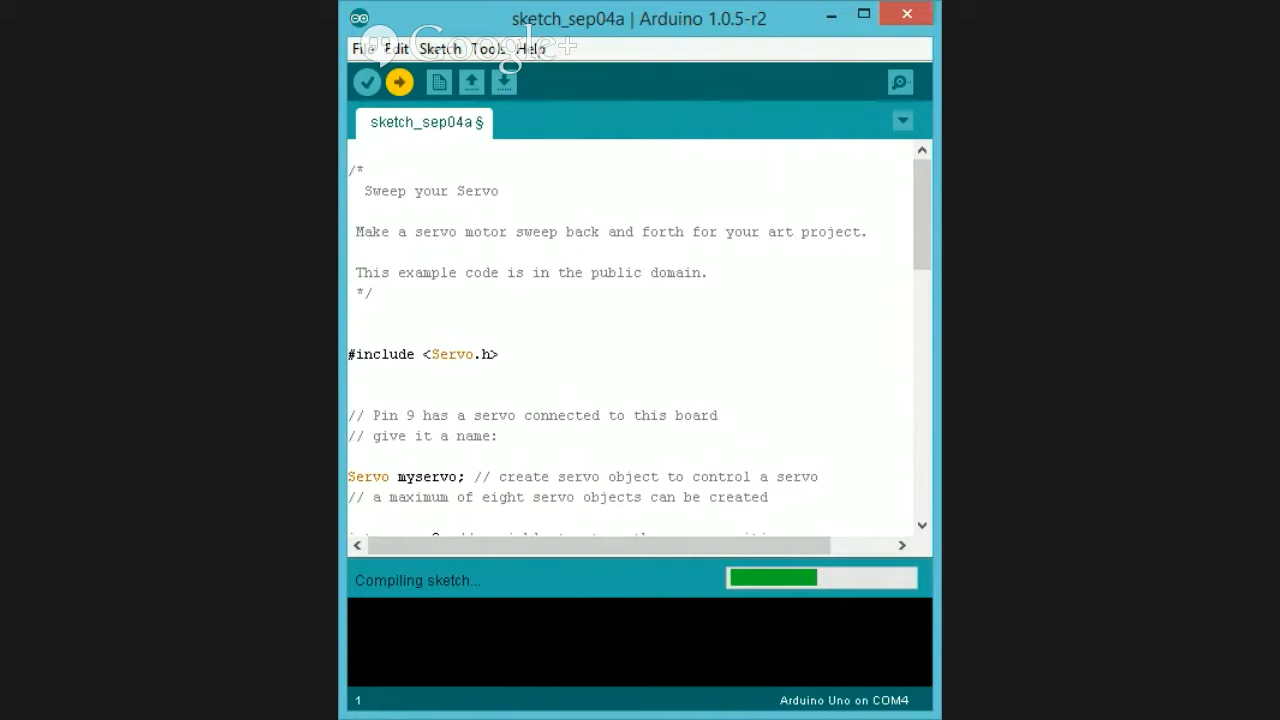 sketch_sep04a | Arduino 1.0.5-r2
Google+
File Edit Sketch Tools Help
sketch_sep04a §
/*
Sweep your Servo
Make a servo motor sweep back and forth for your art project.
This example code is in the public domain.
*/
#include <Servo.h>
// Pin 9 has a servo connected to this board
// give it a name:
Servo myservo; // create servo object to control a servo
// a maximum of eight servo objects can be created
Compiling sketch...
1
Arduino Uno on COM4